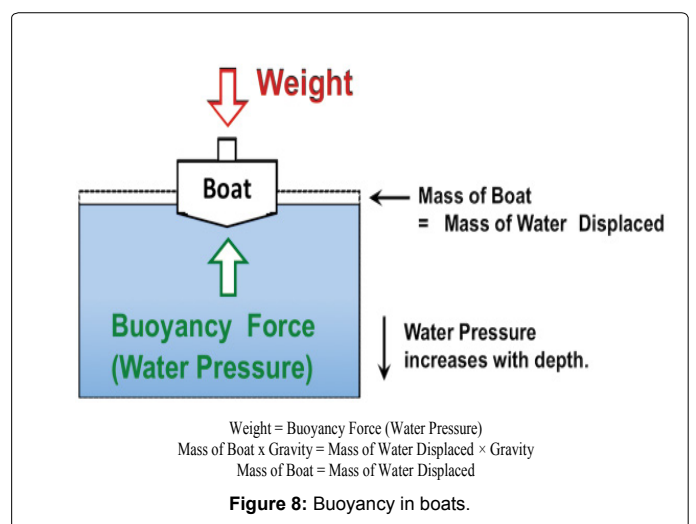 Weight
Boat
Mass of Boat
= Mass of Water Displaced
Buoyancy Force
(Water Pressure)
Water Pressure
increases with depth.
Weight = Buoyancy Force (Water Pressure)
Mass of Boat x Gravity = Mass of Water Displaced × Gravity
Mass of Boat = Mass of Water Displaced
Figure 8: Buoyancy in boats.